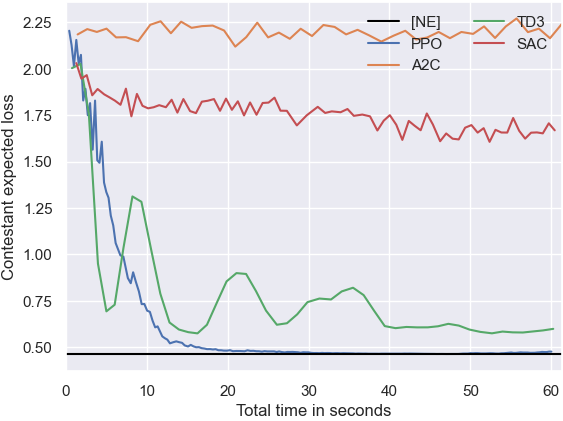 2.25
2.00
1.75
1.50
1.25
1.00
0.75
0.50
Contestant expected loss
[NE]
PPO
A2C
TD3
SAC
0 10 20 30 40 50 60
Total time in seconds